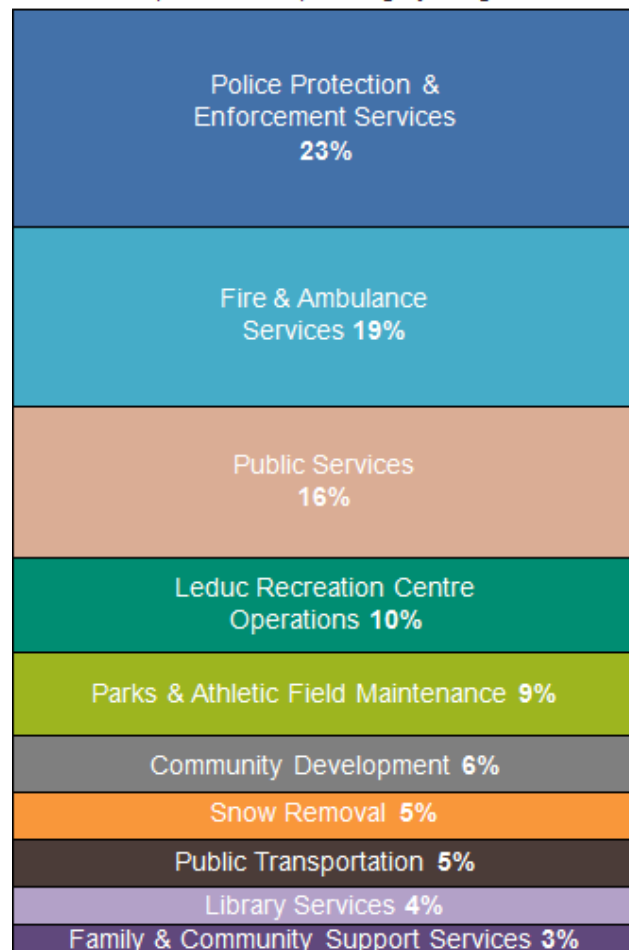 Police Protection &
Enforcement Services
23%
Fire & Ambulance
Services 19%
Public Services
16%
Leduc Recreation Centre
Operations 10%
Parks & Athletic Field Maintenance 9%
Community Development 6%
Snow Removal 5%
Public Transportation 5%
Library Services 4%
Family & Community Support Services 3%